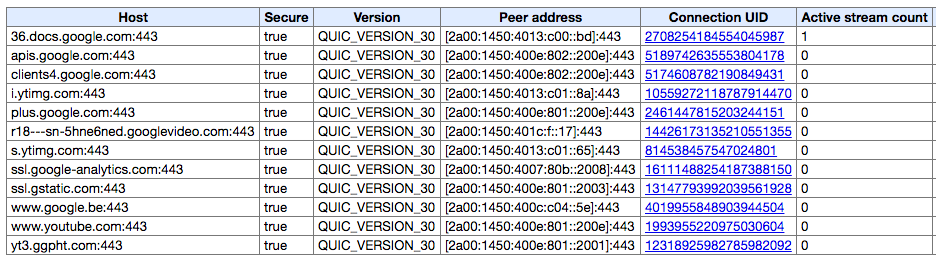 Host Secure Version Peer address Connection UID Active stream count
36.docs.google.com:443 true QUIC_VERSION_30 [2a00:1450:4013:c00::bd]:443 2708254184554045987 1
apis.google.com:443 true QUIC_VERSION_30 [2a00:1450:400e:802::200e]:443 5189742635553804178 0
clients4.google.com:443 true QUIC_VERSION_30 [2a00:1450:400e:802::200e]:443 5174608782190849431 0
i.ytimg.com:443 true QUIC_VERSION_30 [2a00:1450:4013:c01::8a]:443 10559272118787914470 0
plus.google.com:443 true QUIC_VERSION_30 [2a00:1450:400e:801::200e]:443 2461447815203244151 0
r18---sn-5hne6ned.googlevideo.com:443 true QUIC_VERSION_30 [2a00:1450:401c:f::17]:443 14426173135210551355 0
s.ytimg.com:443 true QUIC_VERSION_30 [2a00:1450:4013:c01::65]:443 814538457547024801 0
ssl.google-analytics.com:443 true QUIC_VERSION_30 [2a00:1450:4007:80b::2008]:443 16111488254187388150 0
ssl.gstatic.com:443 true QUIC_VERSION_30 [2a00:1450:400e:801::2003]:443 13147793992039561928 0
www.google.be:443 true QUIC_VERSION_30 [2a00:1450:400c:c04::5e]:443 4019955848903944504 0
www.youtube.com:443 true QUIC_VERSION_30 [2a00:1450:400e:801::200e]:443 1993955220975030604 0
yt3.ggpht.com:443 true QUIC_VERSION_30 [2a00:1450:400e:801::2001]:443 12318925982785982092 0